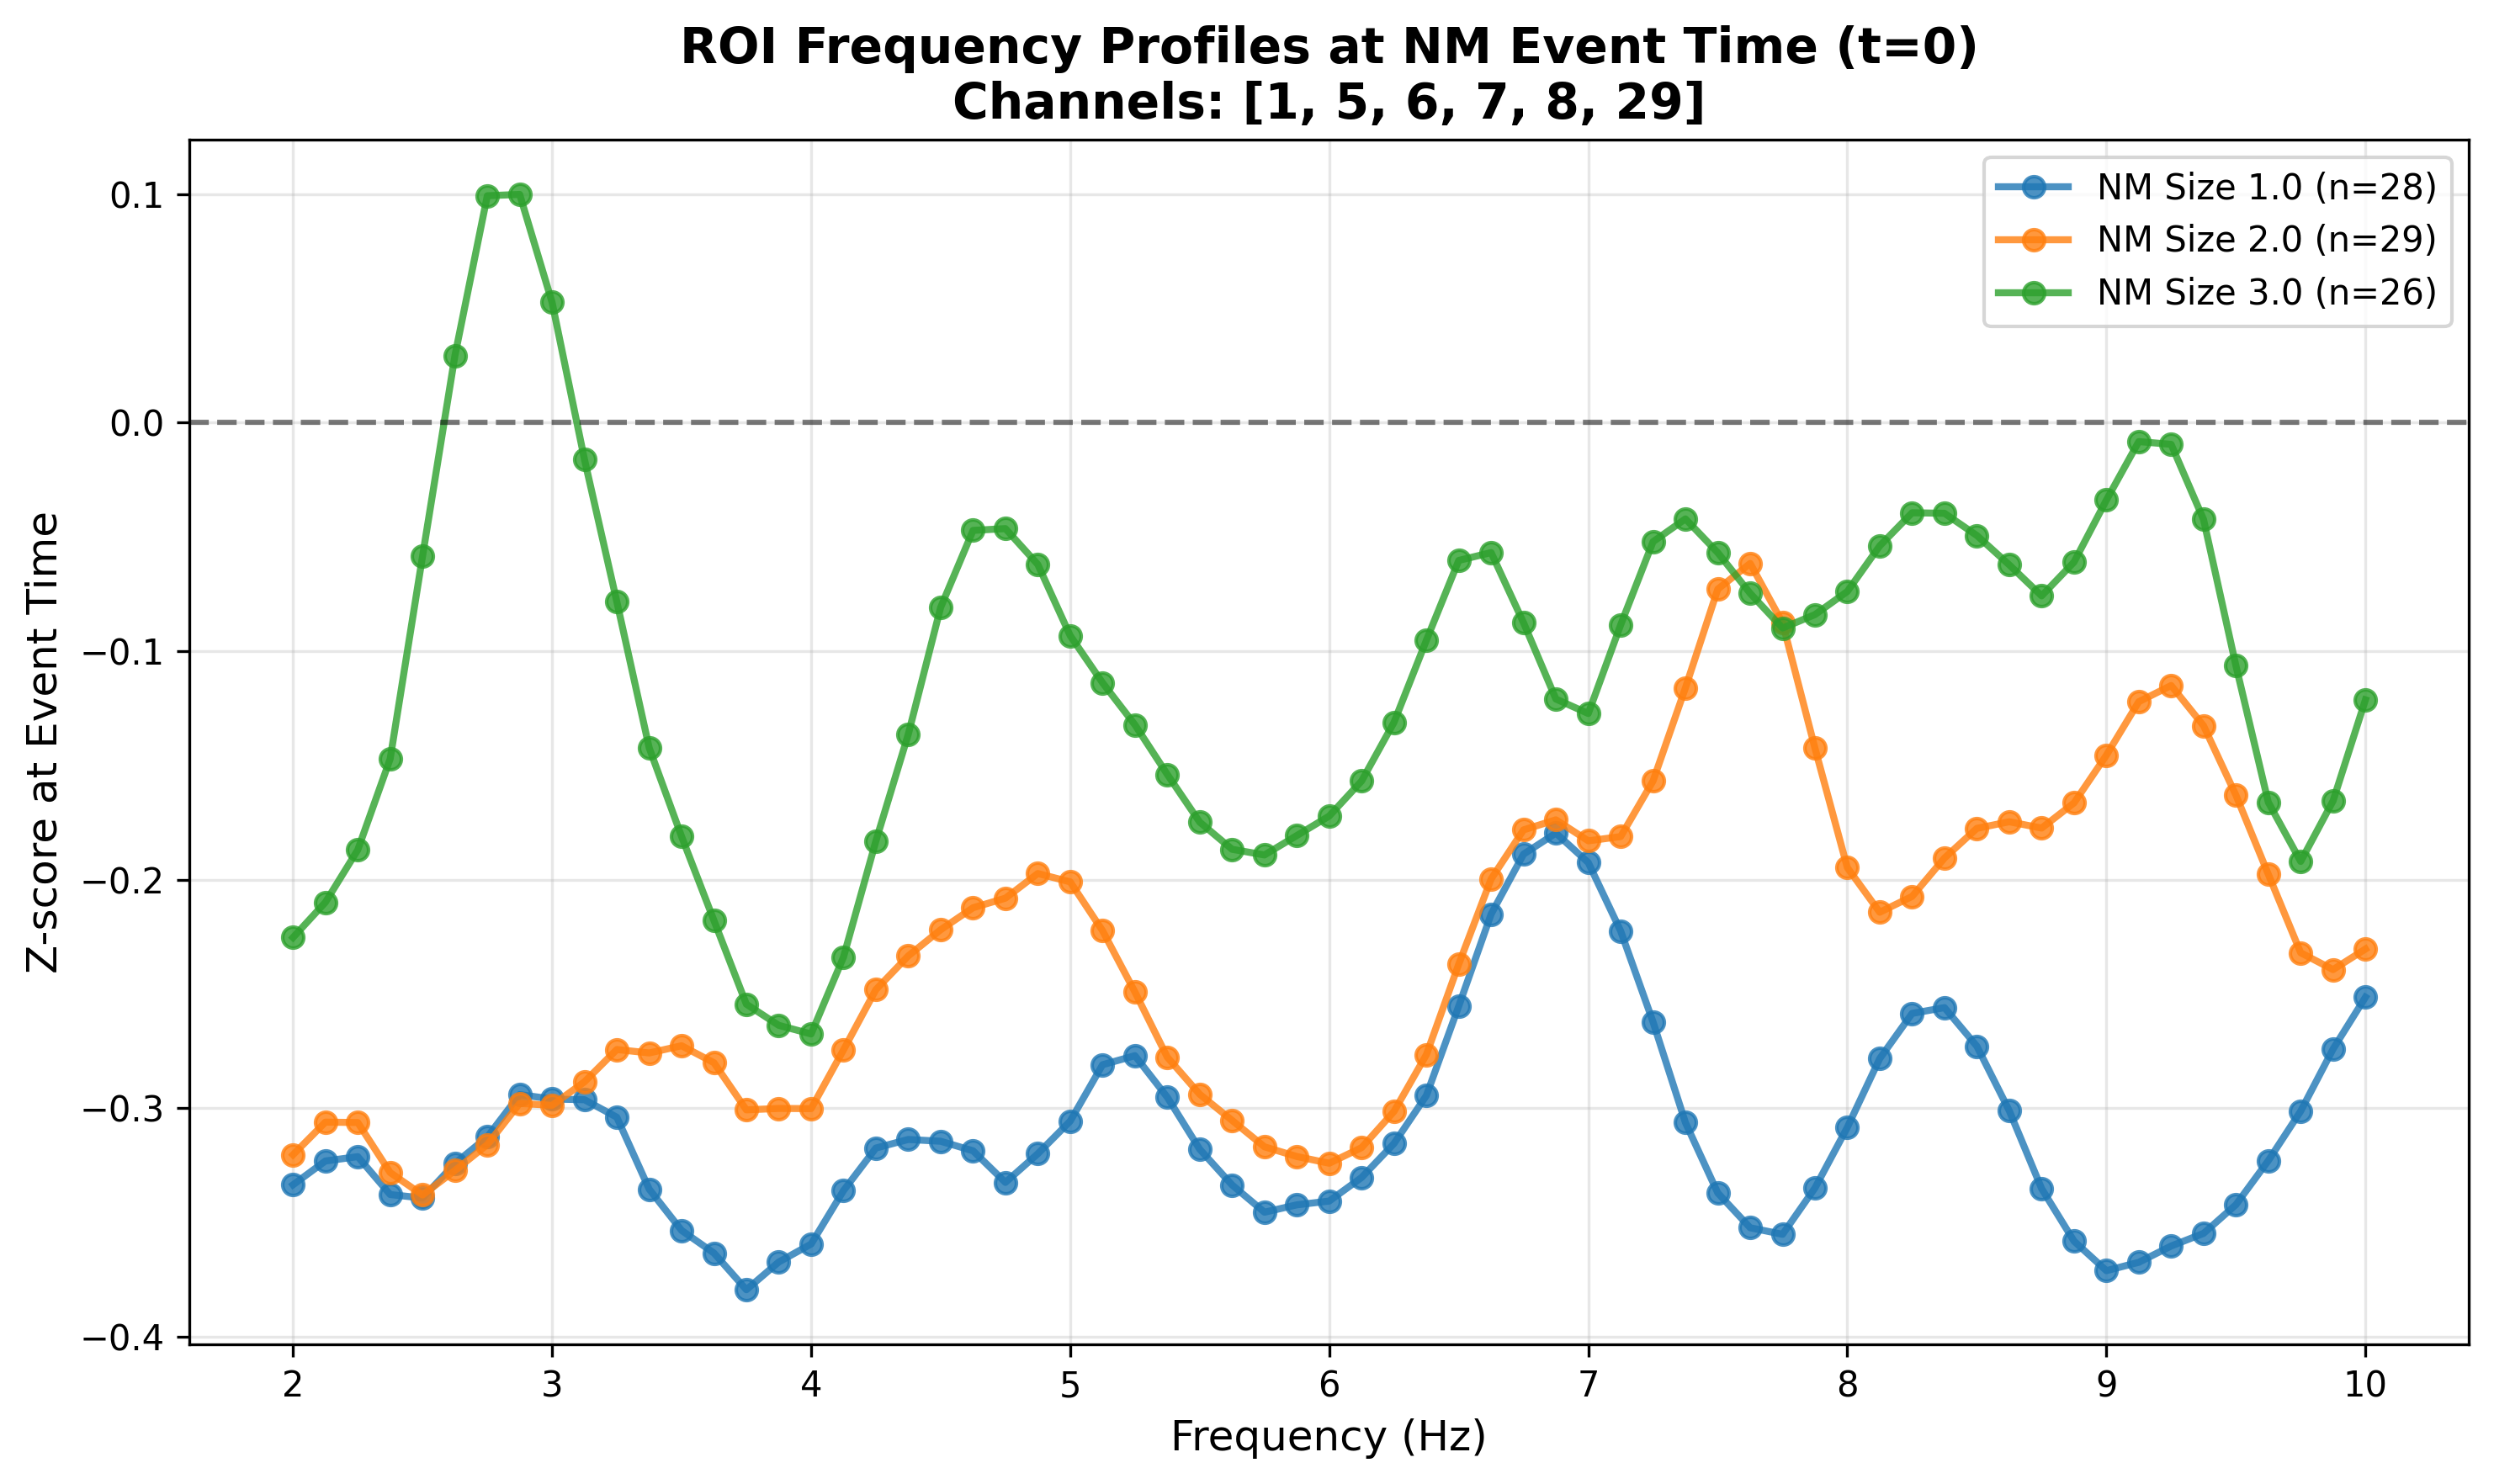 ROI Frequency Profiles at NM Event Time (t=0)
Channels: [1, 5, 6, 7, 8, 29]
NM Size 1.0 (n=28)
NM Size 2.0 (n=29)
NM Size 3.0 (n=26)
Z-score at Event Time
0.1
0.0
−0.1
−0.2
−0.3
−0.4
2 3 4 5 6 7 8 9 10
Frequency (Hz)